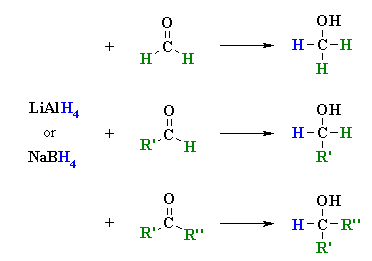 O OH
+ C H C H
H H H
LiAlH4 O OH
or + C H C H
NaBH4 R' H R'
O OH
+ C H C R"
R' R" R'